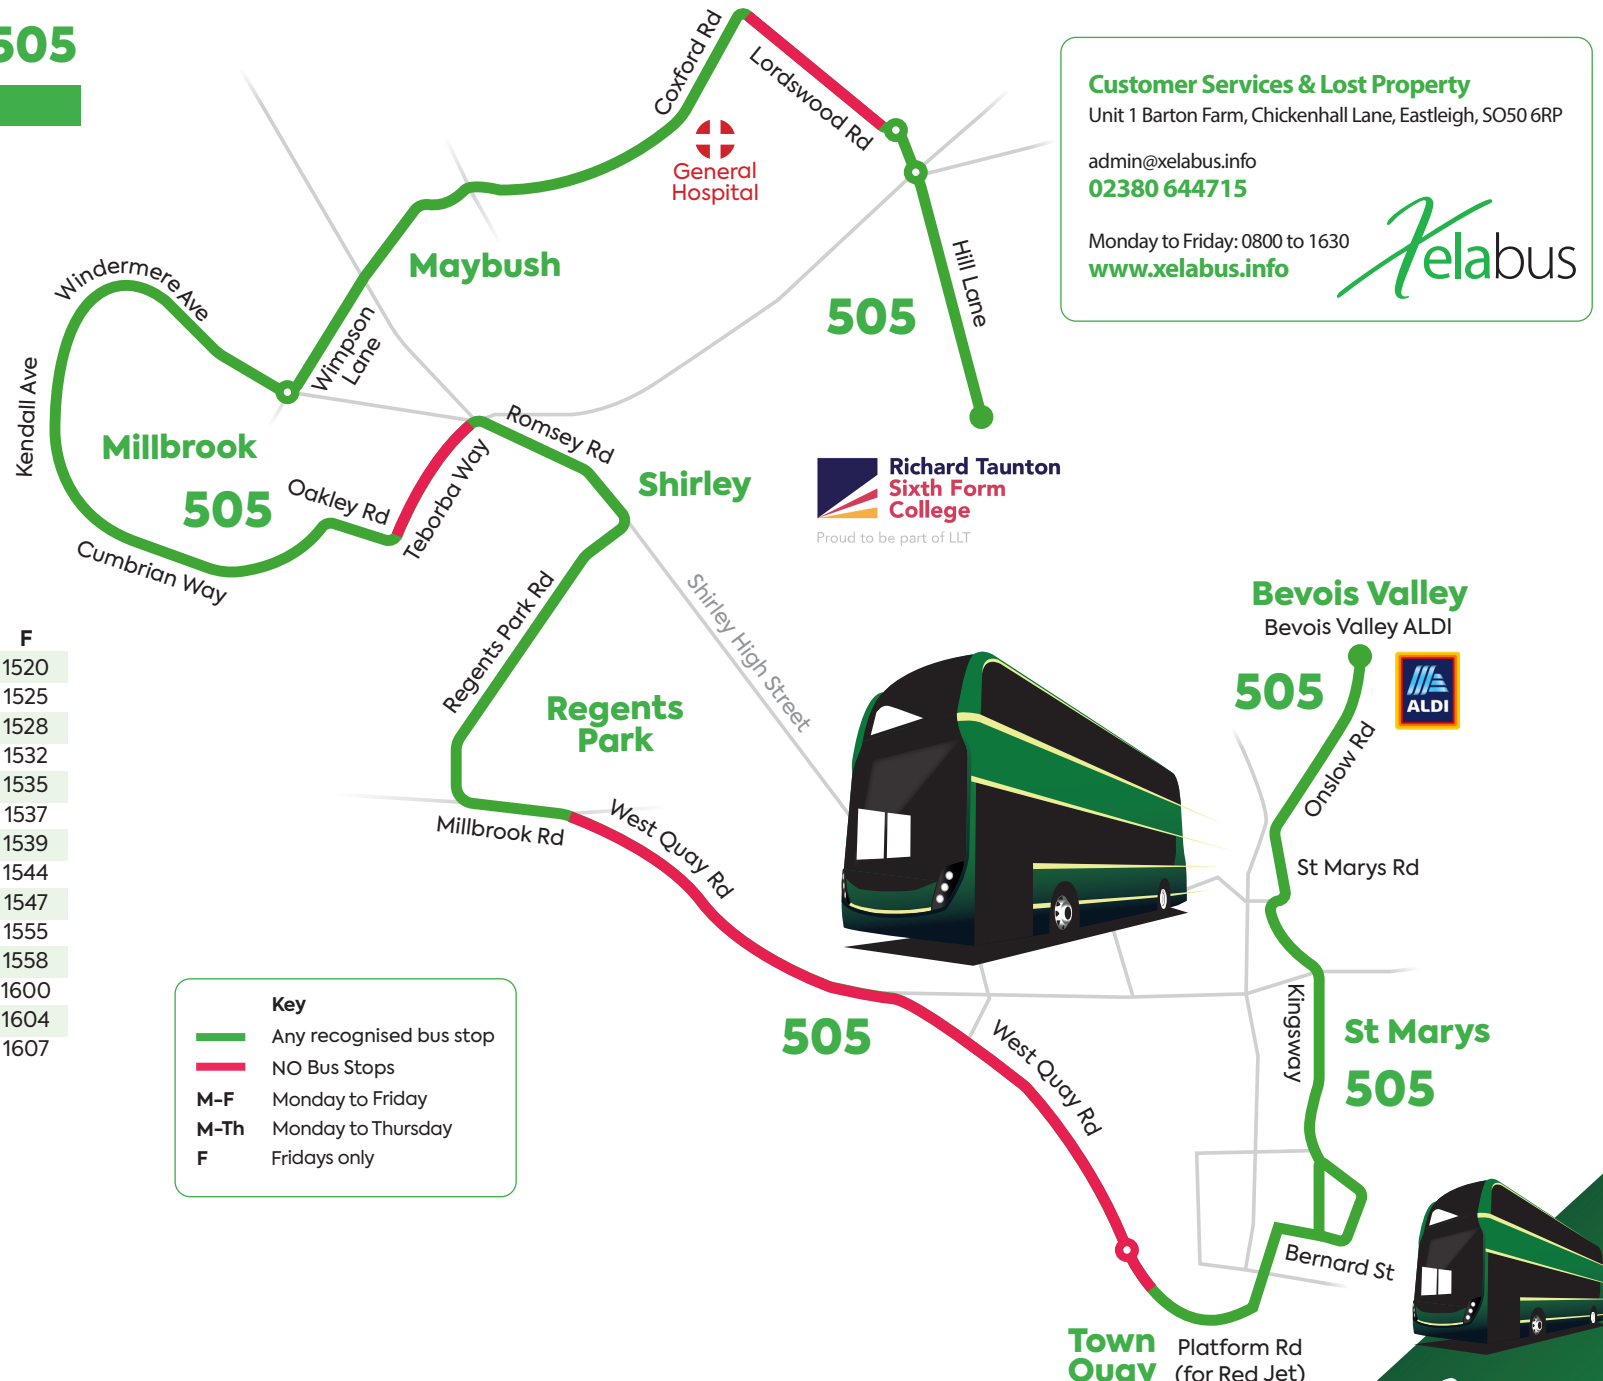 505
Coxford Rd
Lordswood Rd
General
Hospital
Customer Services & Lost Property
Unit 1 Barton Farm, Chickenhall Lane, Eastleigh, SO50 6RP
admin@xelabus.info
02380 644715
Monday to Friday: 0800 to 1630
www.xelabus.info
Xelabus
Maybush
Windermere Ave
Wimpson
Lane
505
Hill Lane
Kendall Ave
Millbrook
505
Oakley Rd
Teborba Way
Cumbrian Way
Romsey Rd
Shirley
Richard Taunton
Sixth Form
College
Proud to be part of LLT
Shirley High Street
Regents Park Rd
Regents
Park
Millbrook Rd
West Quay Rd
F
1520
1525
1528
1532
1535
1537
1539
1544
1547
1555
1558
1600
1604
1607
Bevois Valley
Bevois Valley ALDI
505
ALDI
Onslow Rd
St Marys Rd
Kingsway
St Marys
505
505
West Quay Rd
Key
Any recognised bus stop
NO Bus Stops
M-F Monday to Friday
M-Th Monday to Thursday
F Fridays only
Bernard St
Town
Quay
Platform Rd
(for Red Jet)